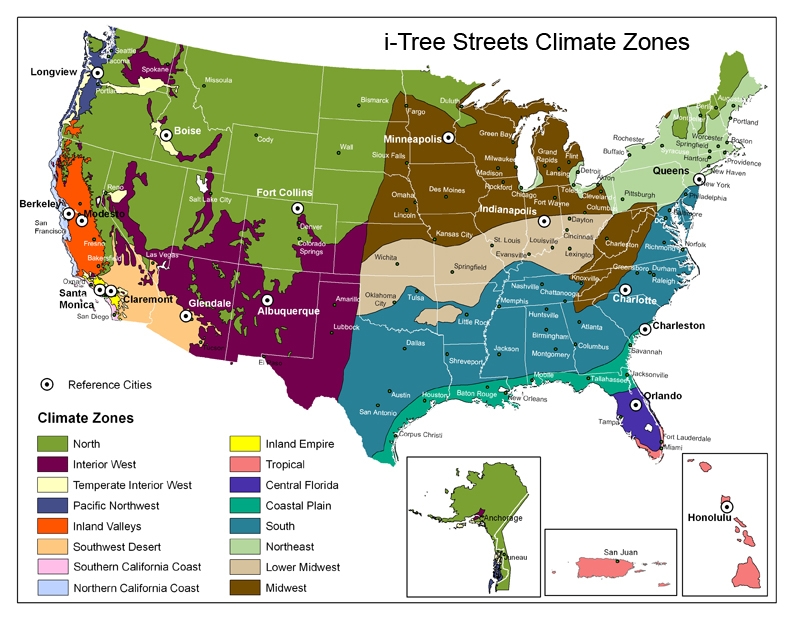 i-Tree Streets Climate Zones
Longview
Seattle
Tacoma
Spokane
Missoula
Boise
Cody
Bismarck
Fargo
Duluth
Wall
Sioux Falls
Minneapolis
Green Bay
Milwaukee
Madison
Rockford
Chicago
Grand
Rapids
Flint
Lansing
Detroit
Akron
Cleveland
Fort Wayne
Rochester
Buffalo
Syracuse
Worcester
Springfield
Hartford
Portland
Boston
Providence
New Haven
Queens
New York
Philadelphia
Pittsburgh
Baltimore
DC
Richmond
Norfolk
Omaha
Lincoln
Des Moines
Kansas City
Indianapolis
Dayton
Cincinnati
Charleston
St. Louis
Louisville
Evansville
Lexington
Wichita
Springfield
Fort Collins
Denver
Colorado
Springs
Salt Lake City
Reno
Berkeley
San
Francisco
Modesto
Fresno
Bakersfield
Las Vegas
Oxnard
Santa
Monica
Claremont
San Diego
Glendale
Albuquerque
Amarillo
Lubbock
El Paso
Oklahoma
City
Tulsa
Little Rock
Memphis
Nashville
Chattanooga
Knoxville
Greensboro
Durham
Raleigh
Charlotte
Charleston
Huntsville
Atlanta
Birmingham
Columbus
Montgomery
Jackson
Shreveport
Dallas
Austin
San Antonio
Houston
Baton Rouge
New Orleans
Mobile
Tallahassee
Savannah
Jacksonville
Orlando
Tampa
Fort Lauderdale
Miami
Corpus Christi
Reference Cities
Climate Zones
North
Interior West
Temperate Interior West
Pacific Northwest
Inland Valleys
Southwest Desert
Southern California Coast
Northern California Coast
Inland Empire
Tropical
Central Florida
Coastal Plain
South
Northeast
Lower Midwest
Midwest
Anchorage
Juneau
San Juan
Honolulu